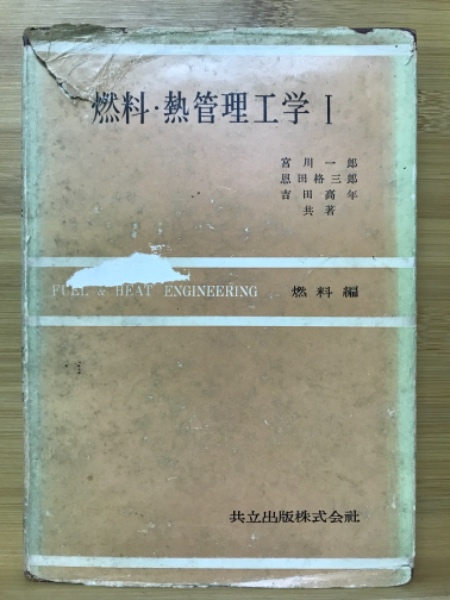 燃料·熱管理工学 I
宮川一郎
恩田格三郎
吉田高年
共著
FUEL & HEAT ENGINEERING 燃料編
共立出版株式会社